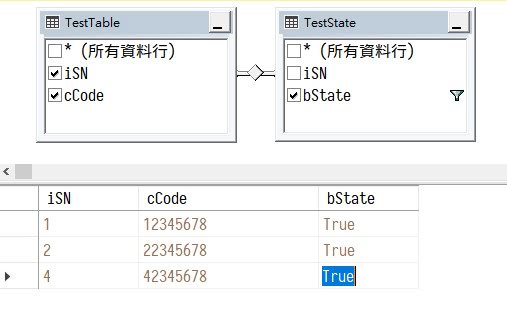 TestTable
* (所有資料行)
iSN
cCode
TestState
* (所有資料行)
iSN
bState
iSN cCode bState
1 12345678 True
2 22345678 True
4 42345678 True